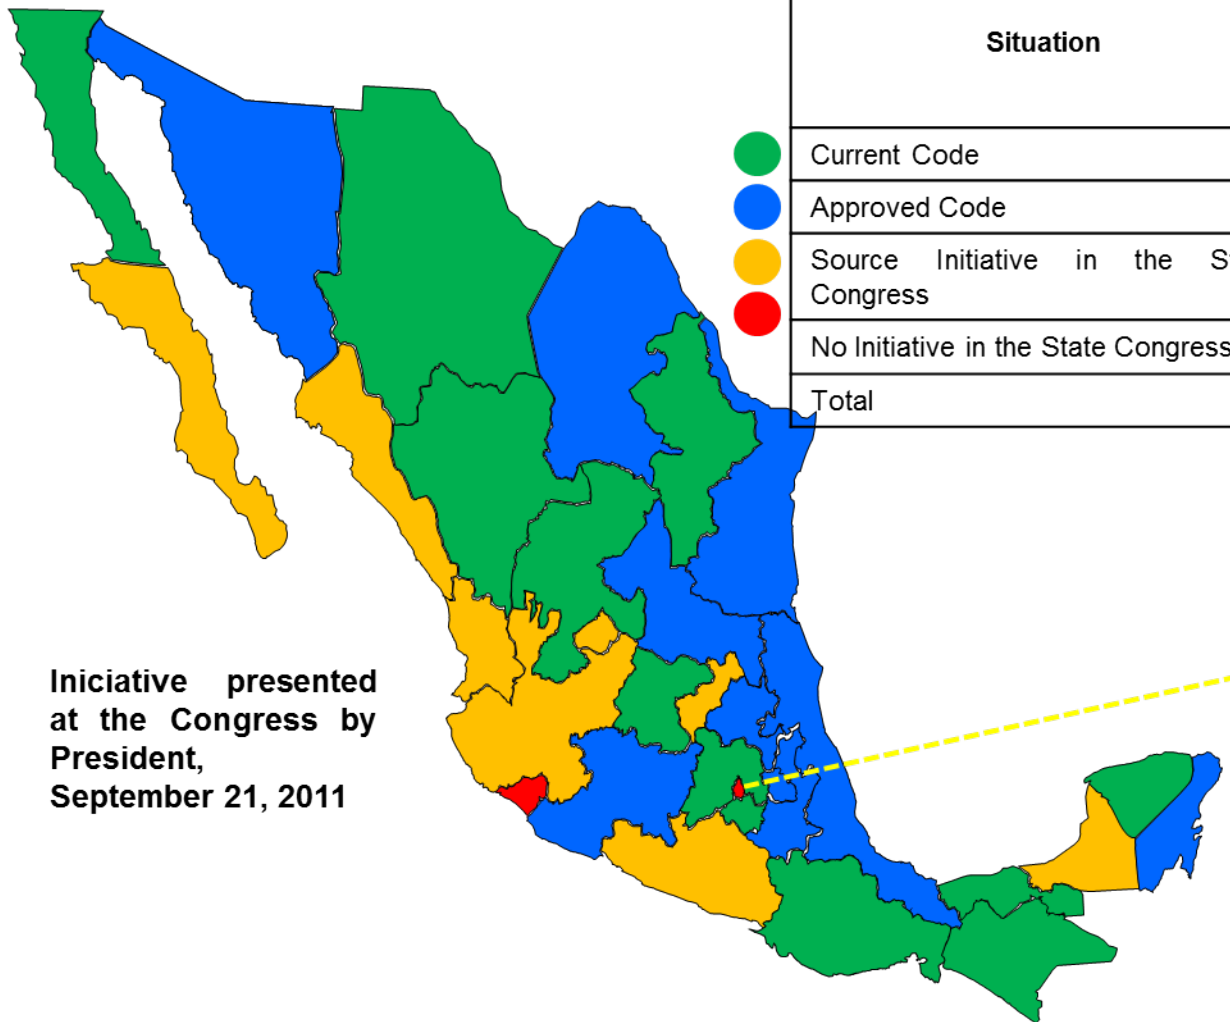 Situation
Current Code
Approved Code
Source Initiative in the
Congress
No Initiative in the State Congress
Total
Iniciative presented
at the Congress by
President,
September 21, 2011